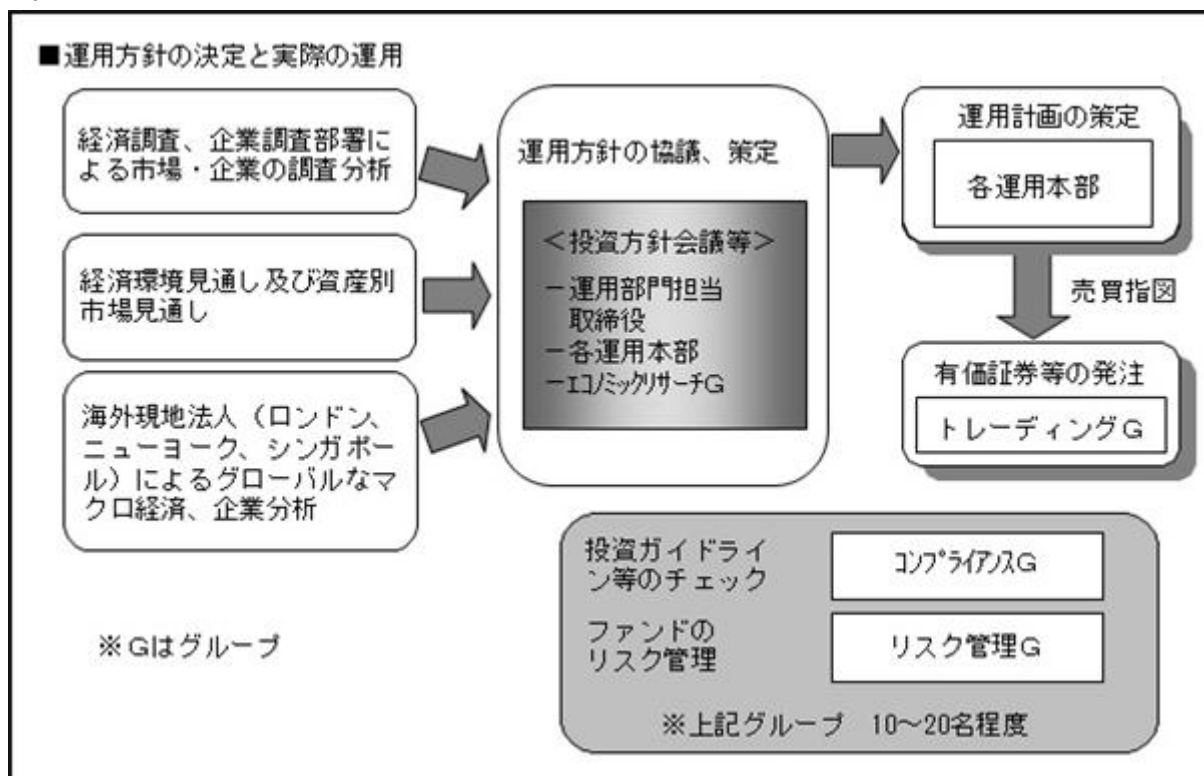 ■運用方針の決定と実際の運用
経済調査、企業調査部署に
よる市場・企業の調査分析
経済環境見通し及び資産別
市場見通し
海外現地法人（ロンドン、
ニューヨーク、シンガポー
ル）によるグローバルなマ
クロ経済、企業分析
運用方針の協議、策定
＜投資方針会議等＞
－運用部門担当
取締役
－各運用本部
－ｴｺﾉﾐｯｸﾘｻｰﾁＧ
運用計画の策定
各運用本部
売買指図
有価証券等の発注
トレーディングＧ
投資ガイドライ
ン等のチェック
ｺﾝﾌﾟﾗｲｱﾝｽＧ
ファンドの
リスク管理
リスク管理Ｇ
※上記グループ　10～20名程度
※Ｇはグループ